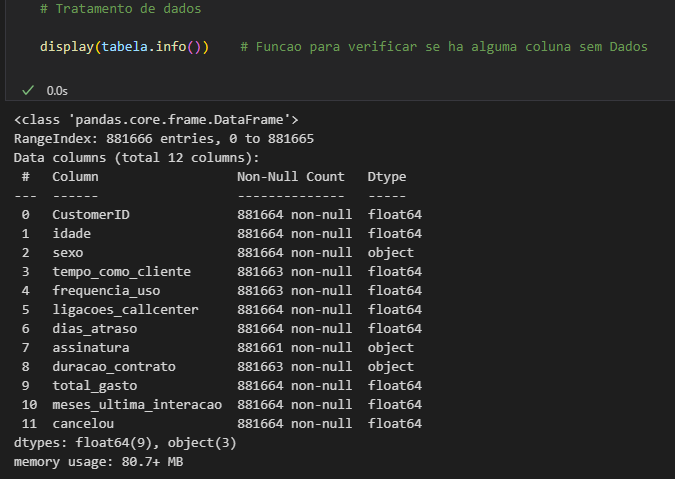 # Tratamento de dados
display(tabela.info())    # Funcao para verificar se ha alguma coluna sem Dados
0.0s
<class 'pandas.core.frame.DataFrame'>
RangeIndex: 881666 entries, 0 to 881665
Data columns (total 12 columns):
 #   Column                  Non-Null Count   Dtype
---  ------                  --------------   -----
 0   CustomerID              881664 non-null  float64
 1   idade                   881664 non-null  float64
 2   sexo                    881664 non-null  object
 3   tempo_como_cliente      881663 non-null  float64
 4   frequencia_uso          881663 non-null  float64
 5   ligacoes_callcenter     881664 non-null  float64
 6   dias_atraso             881664 non-null  float64
 7   assinatura              881661 non-null  object
 8   duracao_contrato        881663 non-null  object
 9   total_gasto             881664 non-null  float64
 10  meses_ultima_interacao  881664 non-null  float64
 11  cancelou                881664 non-null  float64
dtypes: float64(9), object(3)
memory usage: 80.7+ MB